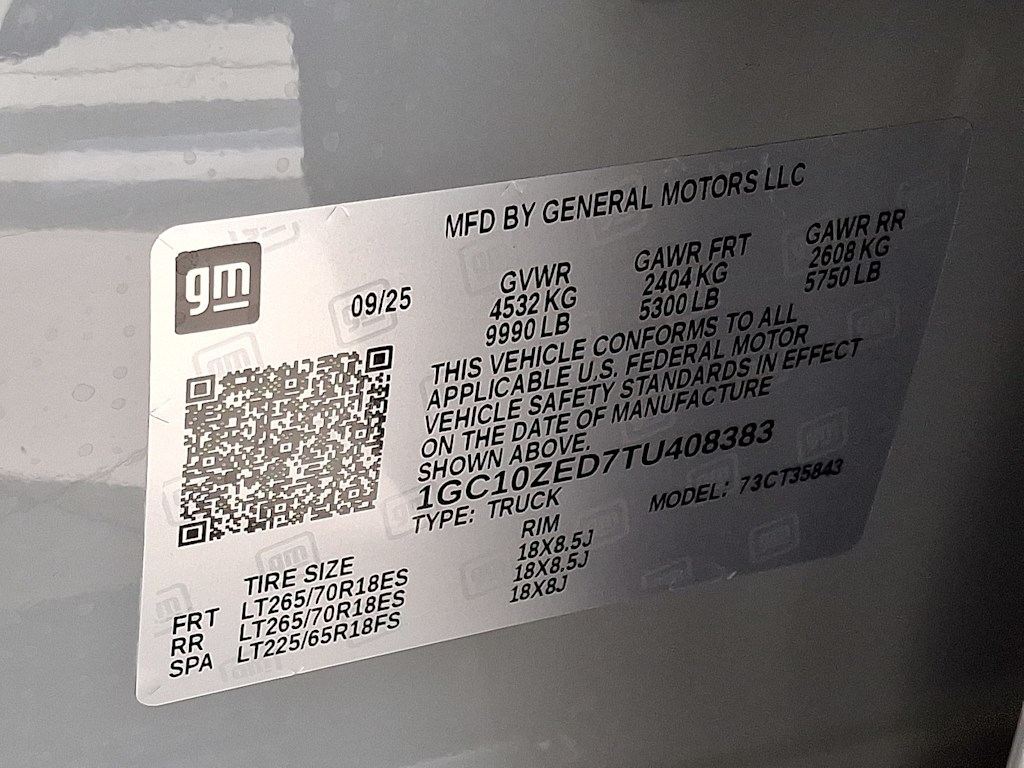 MFD BY GENERAL MOTORS LLC
gm
09/25
GVWR GAWR FRT GAWR RR
4532 KG 2404 KG 2608 KG
9990 LB 5300 LB 5750 LB
THIS VEHICLE CONFORMS TO ALL
APPLICABLE U.S. FEDERAL MOTOR
VEHICLE SAFETY STANDARDS IN EFFECT
ON THE DATE OF MANUFACTURE
SHOWN ABOVE.
1GC10ZED7TU408383
TYPE: TRUCK MODEL: 73CT35843
TIRE SIZE RIM
FRT LT265/70R18ES 18X8.5J
RR LT265/70R18ES 18X8.5J
SPA LT225/65R18FS 18X8J